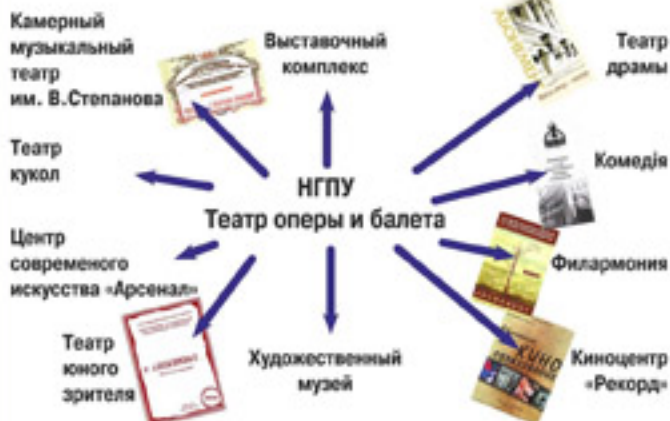 Камерный
музыкальный
театр
им. В.Степанова
Выставочный
комплекс
Театр
драмы
Театр
кукол
НГПУ
Театр оперы и балета
Комедія
Центр
современого
искусства «Арсенал»
Филармония
Театр
юного
зрителя
Художественный
музей
КИНО
Киноцентр
«Рекорд»